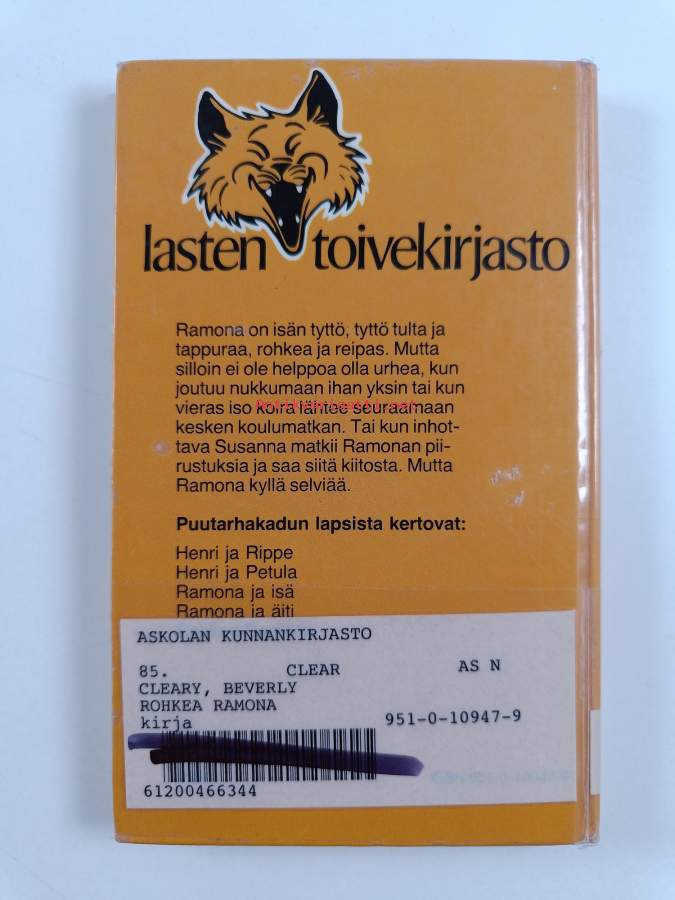 lasten toivekirjasto
Ramona on isän tyttö, tyttö tulta ja
tappuraa, rohkea ja reipas. Mutta
silloin ei ole helppoa olla urhea, kun
joutuu nukkumaan ihan yksin tai kun
vieras iso koira lähtee seuraamaan
kesken koulumatkan. Tai kun inhot-
tava Susanna matkii Ramonan pii-
rustuksia ja saa siitä kiitosta. Mutta
Ramona kyllä selviää.
Puutarhakadun lapsista kertovat:
Henri ja Rippe
Henri ja Petula
Ramona ja isä
Ramona ja äiti
ASKOLAN KUNNANKIRJASTO
85. CLEAR AS N
CLEARY, BEVERLY
ROHKEA RAMONA
kirja 951-0-10947-9
61200466344